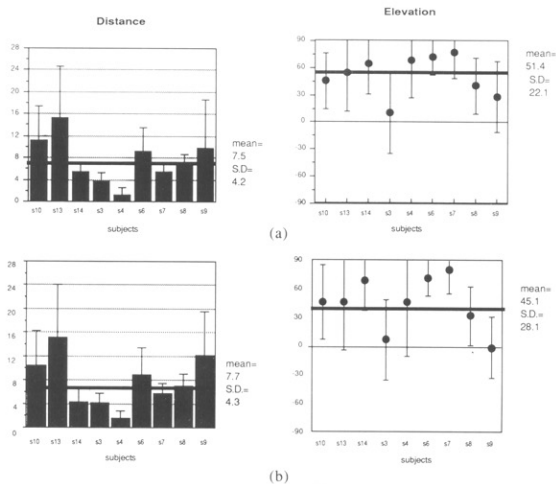 Distance
Elevation
28
24
20
16
12
8
4
0
s10 s13 s14 s3 s4 s6 s7 s8 s9
subjects
mean=
7.5
S.D=
4.2
90
60
30
0
-30
-60
-90
s10 s13 s14 s3 s4 s6 s7 s8 s9
subjects
mean=
51.4
S.D=
22.1
(a)
28
24
20
16
12
8
4
0
s10 s13 s14 s3 s4 s6 s7 s8 s9
subjects
mean=
7.7
S.D.=
4.3
90
60
30
0
30
60
-90
s10 s13 s14 s3 s4 s6 s7 s8 s9
subjects
mean=
45.1
S.D.=
28.1
(b)